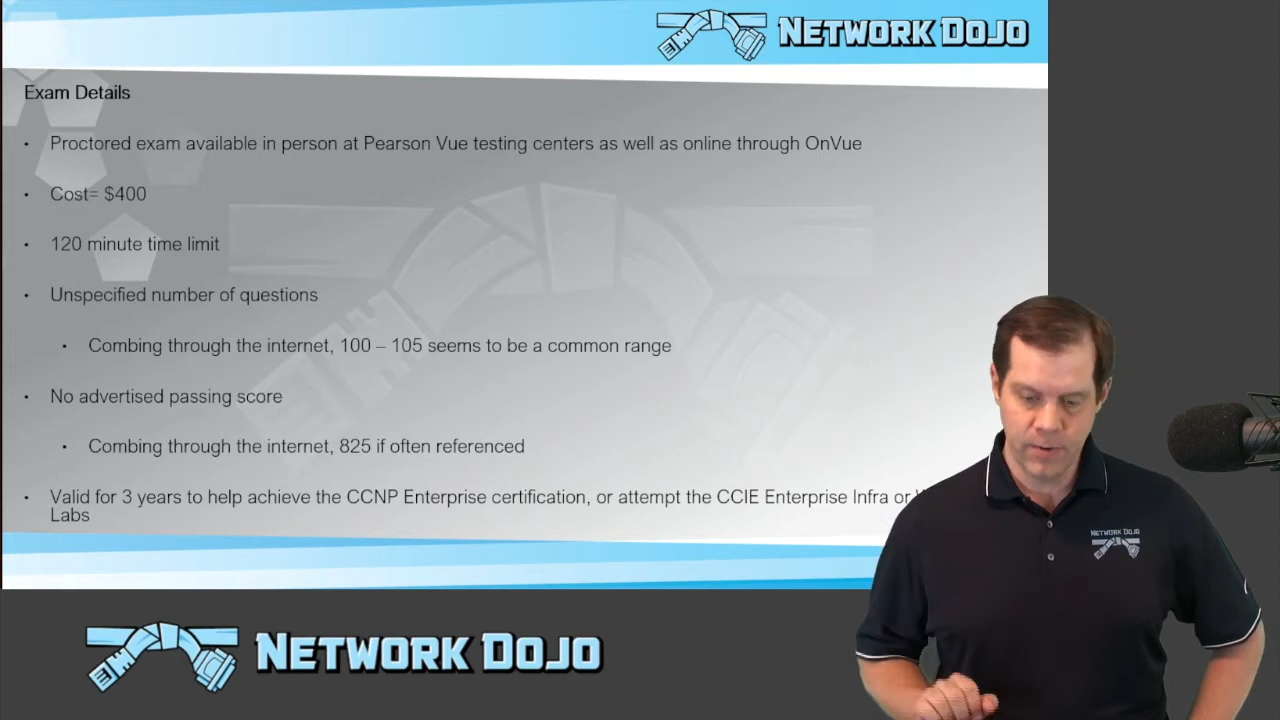 NETWORK DOJO
Exam Details
• Proctored exam available in person at Pearson Vue testing centers as well as online through OnVue
• Cost= $400
• 120 minute time limit
• Unspecified number of questions
• Combing through the internet, 100 – 105 seems to be a common range
• No advertised passing score
• Combing through the internet, 825 if often referenced
• Valid for 3 years to help achieve the CCNP Enterprise certification, or attempt the CCIE Enterprise Infra or
Labs
NETWORK DOJO
NETWORK DOJO